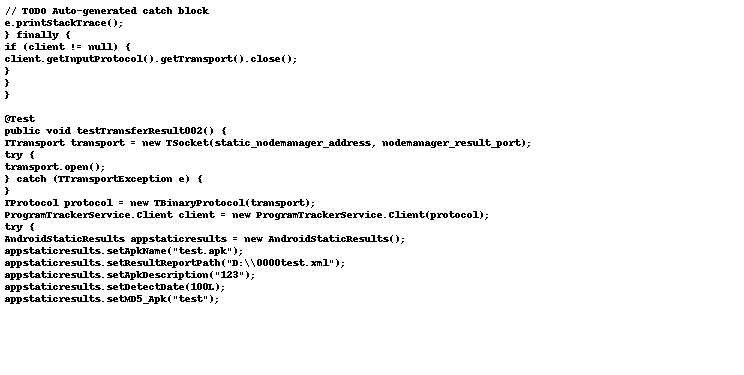 // TODO Auto-generated catch block
e.printStackTrace();
} finally {
if (client != null) {
client.getInputProtocol().getTransport().close();
}
}
}
@Test
public void testTransferResult002() {
TTransport transport = new TSocket(static_nodemanager_address, nodemanager_result_port);
try {
transport.open();
} catch (TTransportException e) {
}
TProtocol protocol = new TBinaryProtocol(transport);
ProgramTrackerService.Client client = new ProgramTrackerService.Client(protocol);
try {
AndroidStaticResults appstaticresults = new AndroidStaticResults();
appstaticresults.setApkName("test.apk");
appstaticresults.setResultReportPath("D:\\0000test.xml");
appstaticresults.setApkDescription("123");
appstaticresults.setDetectDate(100L);
appstaticresults.setMD5_Apk("test");